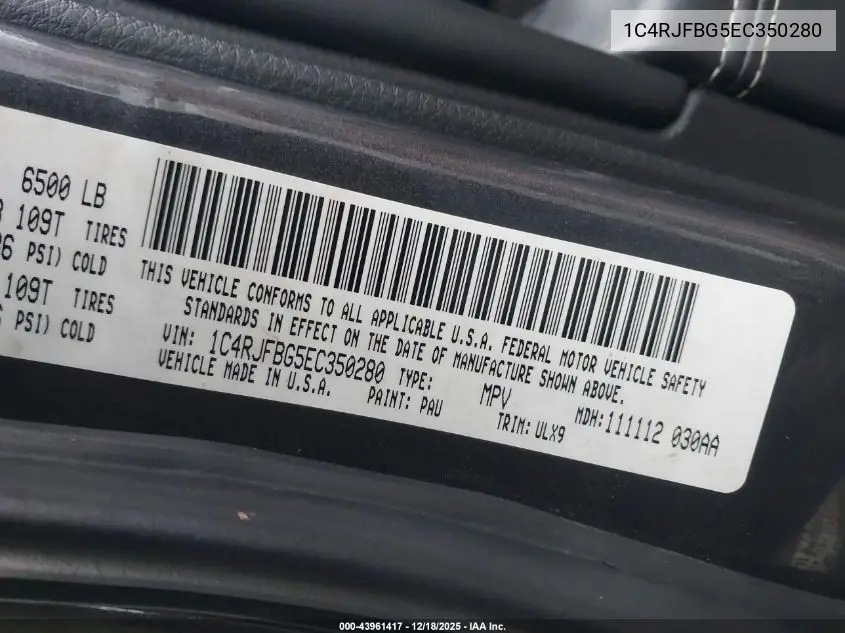 1C4RJFBG5EC350280
6500 LB
109T TIRES
PSI) COLD
109T TIRES
PSI) COLD
THIS VEHICLE CONFORMS TO ALL APPLICABLE U.S.A. FEDERAL MOTOR VEHICLE SAFETY
STANDARDS IN EFFECT ON THE DATE OF MANUFACTURE SHOWN ABOVE.
VIN: 1C4RJFBG5EC350280 TYPE: MPV MDH: 111112 030AA
VEHICLE MADE IN U.S.A. PAINT: PAU TRIM: ULX9
000-43961417 - 12/18/2025 - IAA Inc.